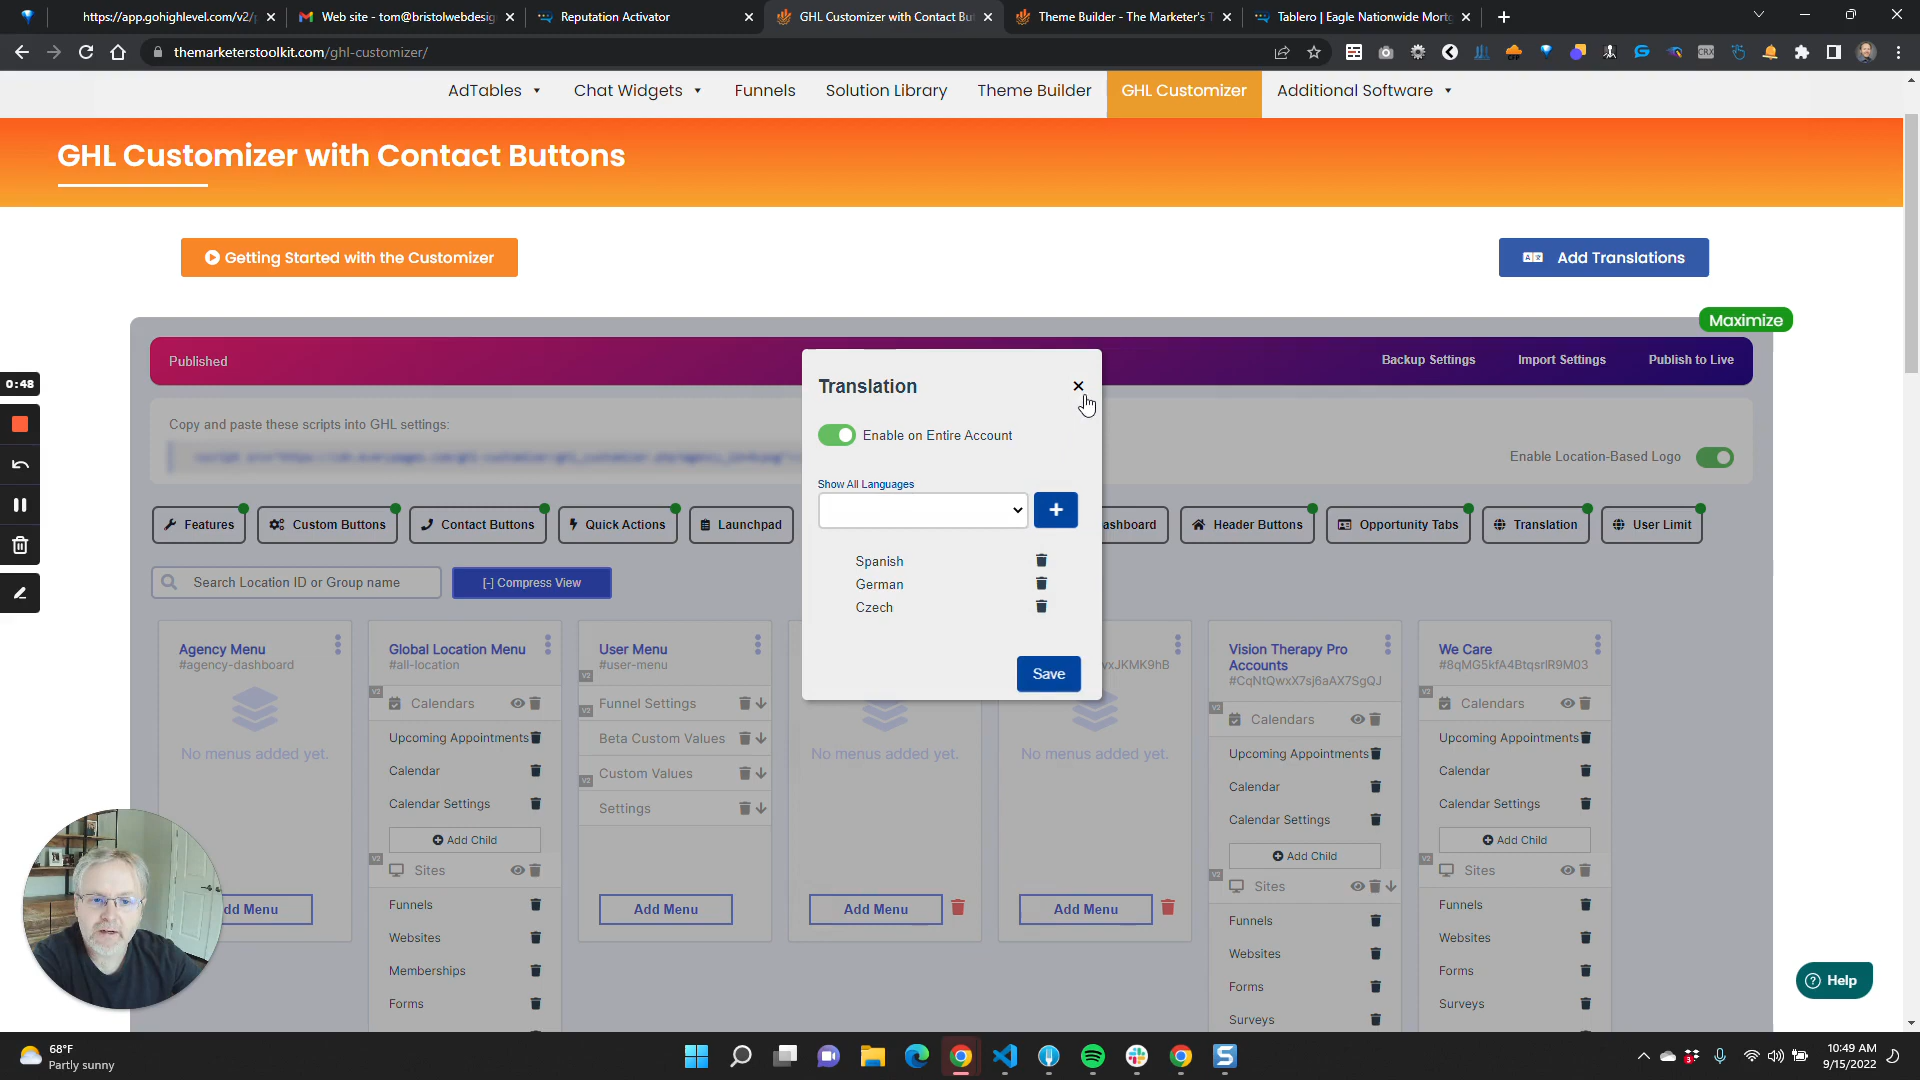 https://app.gohighlevel.com/v2/
Web site - tom@bristolwebdesig
Reputation Activator
GHL Customizer with Contact Bu
Theme Builder - The Marketer's T
Tablero | Eagle Nationwide Mort
themarketerstoolkit.com/ghl-customizer/
AdTables
Chat Widgets
Funnels
Solution Library
Theme Builder
GHL Customizer
Additional Software
GHL Customizer with Contact Buttons
Getting Started with the Customizer
Add Translations
Maximize
Published
Backup Settings
Import Settings
Publish to Live
0:48
Copy and paste these scripts into GHL settings:
Enable Location-Based Logo
Features
Custom Buttons
Contact Buttons
Quick Actions
Launchpad
ashboard
Header Buttons
Opportunity Tabs
Translation
User Limit
Search Location ID or Group name
[-] Compress View
Translation
Enable on Entire Account
Show All Languages
Spanish
German
Czech
Save
Agency Menu
#agency-dashboard
No menus added yet.
dd Menu
Global Location Menu
#all-location
V2
Calendars
Upcoming Appointments
Calendar
Calendar Settings
Add Child
V2
Sites
Funnels
Websites
Memberships
Forms
User Menu
#user-menu
V2
Funnel Settings
V2
Beta Custom Values
Custom Values
V2
Settings
Add Menu
No menus added yet.
Add Menu
vxJKMK9hB
No menus added yet.
Add Menu
Vision Therapy Pro
Accounts
#CqNtQwxX7sj6aAX7SgQJ
V2
Calendars
Upcoming Appointments
Calendar
Calendar Settings
Add Child
V2
Sites
Funnels
Websites
Forms
Surveys
We Care
#8qMG5kfA4BtqsrlR9M03
V2
Calendars
Upcoming Appointments
Calendar
Calendar Settings
Add Child
V2
Sites
Funnels
Websites
Forms
Surveys
Help
68°F
Partly sunny
10:49 AM
9/15/2022